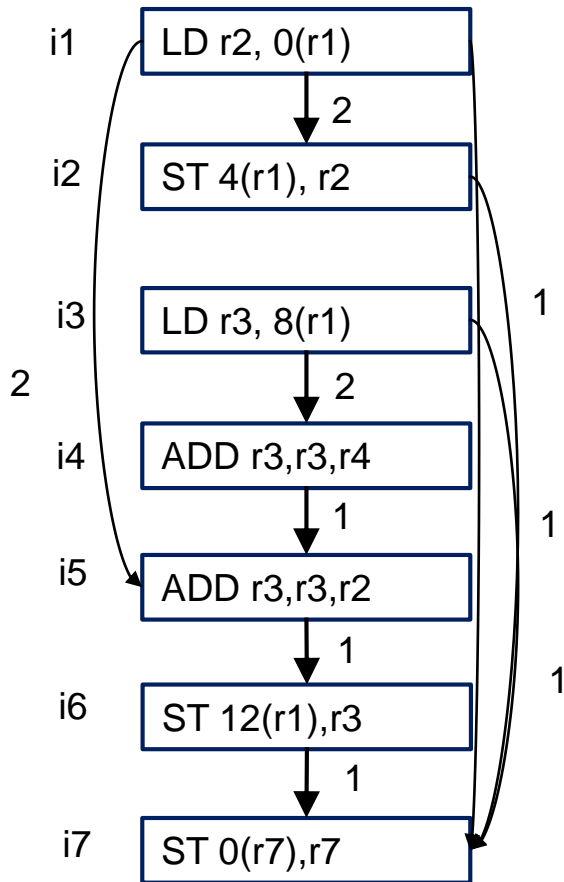 i1 LD r2, 0(r1)
2
i2 ST 4(r1), r2
1
i3 LD r3, 8(r1)
2
2
i4 ADD r3,r3,r4
1
1
i5 ADD r3,r3,r2
1
1
i6 ST 12(r1),r3
1
i7 ST 0(r7),r7